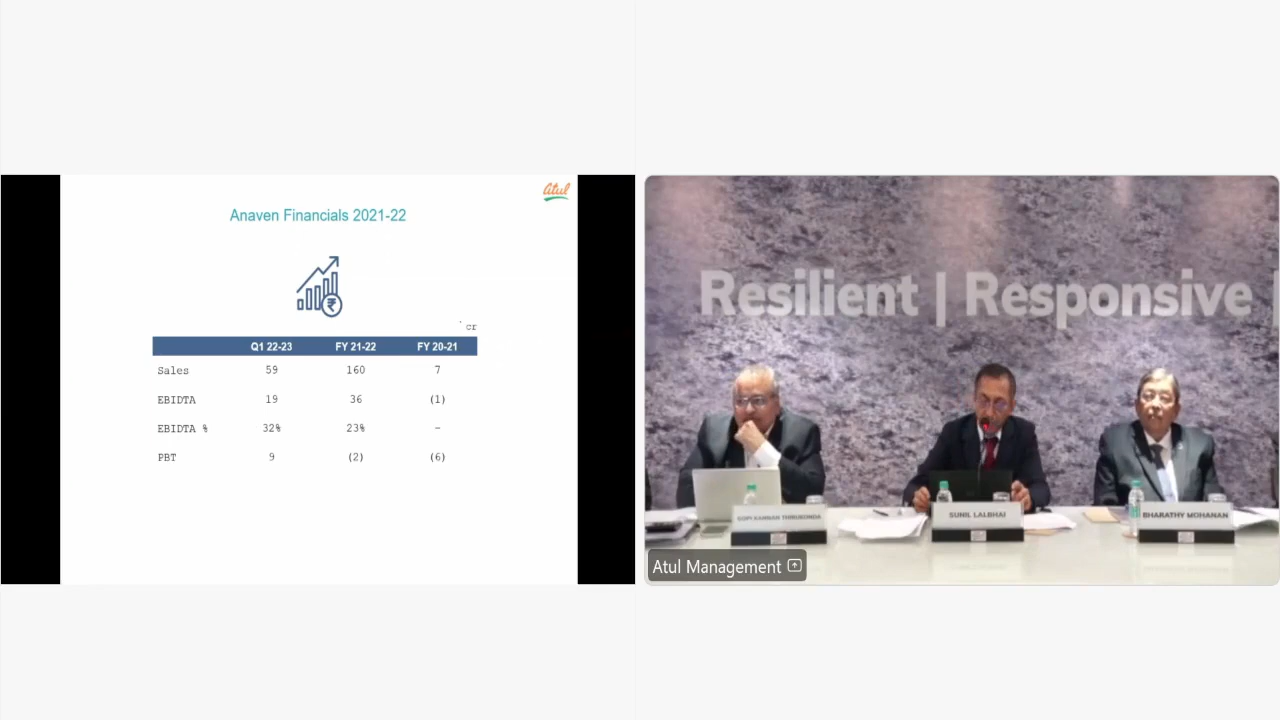 atul
Anaven Financials 2021-22
₹
` cr
Q1 22-23 FY 21-22 FY 20-21
Sales 59 160 7
EBIDTA 19 36 (1)
EBIDTA % 32% 23% –
PBT 9 (2) (6)
Resilient | Responsive |
SUNIL LALBHAI
BHARATHY MOHANAN
Atul Management